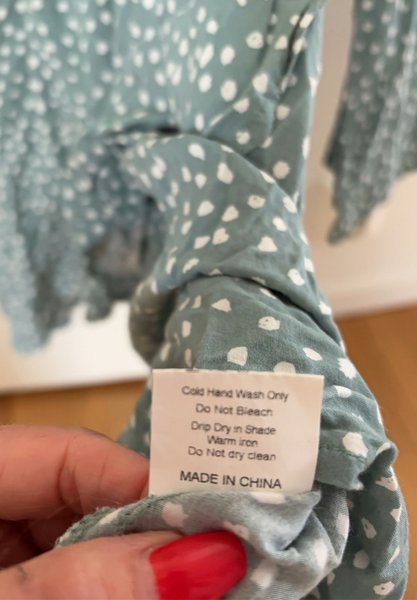 Cold Hand Wash Only
Do Not Bleach
Drip Dry in Shade
Warm iron
Do Not dry clean
MADE IN CHINA